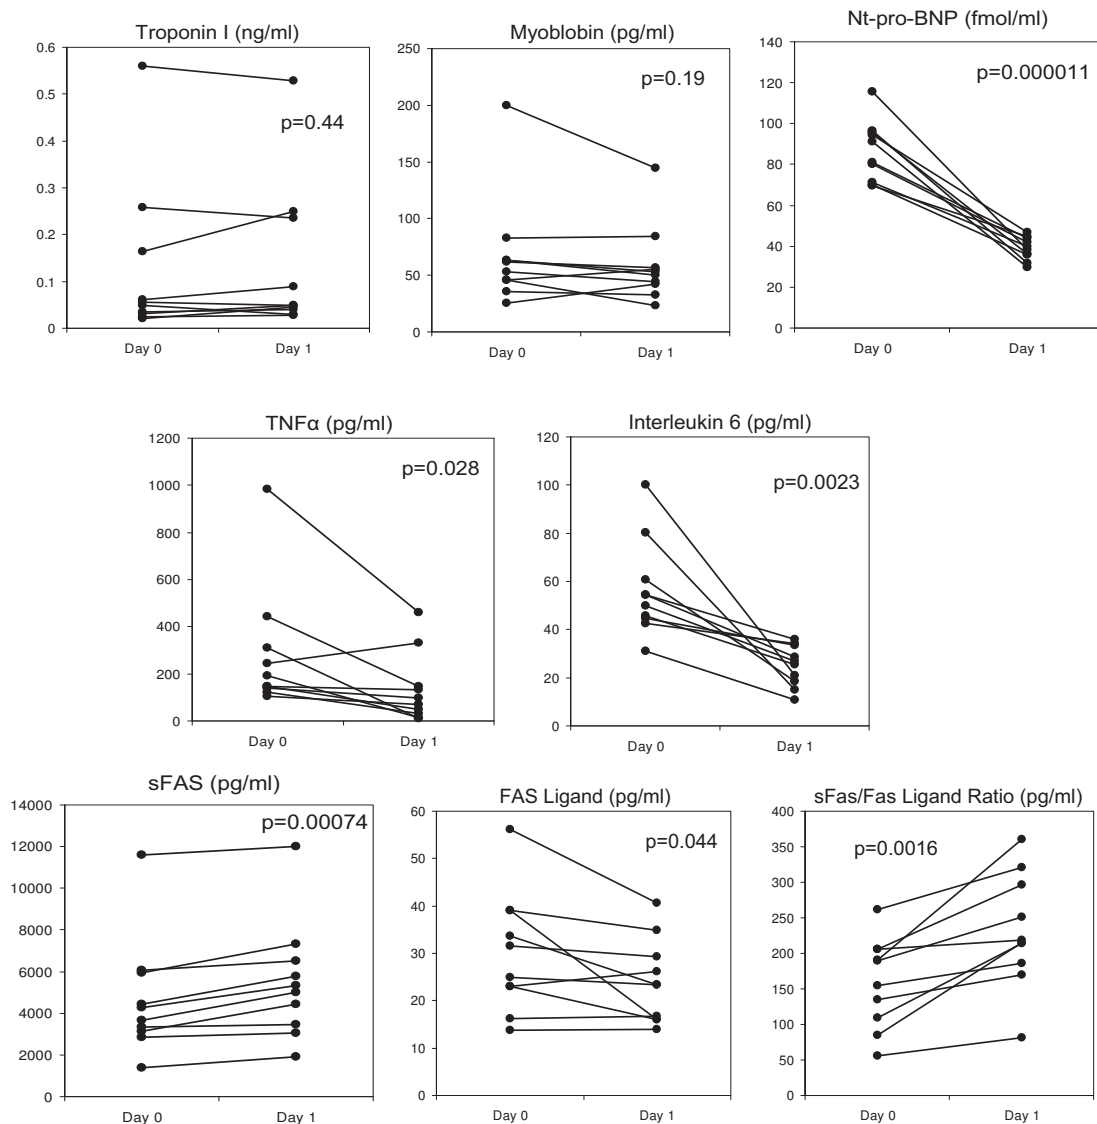 Troponin I (ng/ml)
0.6
0.5
0.4
0.3
0.2
0.1
0
p=0.44
Day 0 Day 1
Myoblobin (pg/ml)
250
200
150
100
50
0
p=0.19
Day 0 Day 1
Nt-pro-BNP (fmol/ml)
140
120
100
80
60
40
20
0
p=0.000011
Day 0 Day 1
TNFα (pg/ml)
1200
1000
800
600
400
200
0
p=0.028
Day 0 Day 1
Interleukin 6 (pg/ml)
120
100
80
60
40
20
0
p=0.0023
Day 0 Day 1
sFAS (pg/ml)
14000
12000
10000
8000
6000
4000
2000
0
p=0.00074
Day 0 Day 1
FAS Ligand (pg/ml)
60
50
40
30
20
10
0
p=0.044
Day 0 Day 1
sFas/Fas Ligand Ratio (pg/ml)
400
350
300
250
200
150
100
50
0
p=0.0016
Day 0 Day 1